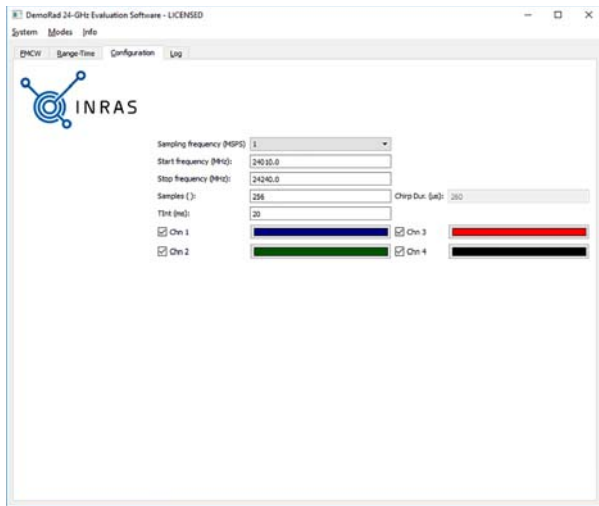 DemoRad 24-GHz Evaluation Software - LICENSED
System Modes Info
FMCW Range-Time Configuration Log
INRAS
Sampling frequency (MSPS) 1
Start frequency (MHz): 24010.0
Stop frequency (MHz): 24240.0
Samples ( ): 256 Chirp Dur. (µs): 260
TInt (ms): 20
Chn 1 Chn 3
Chn 2 Chn 4